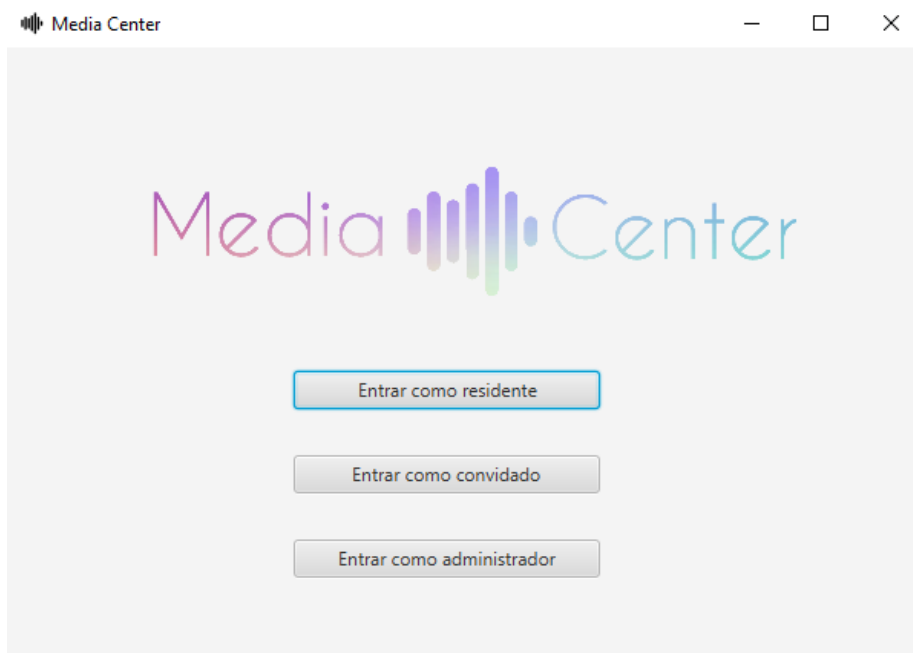 Media Center
Media Center
Entrar como residente
Entrar como convidado
Entrar como administrador